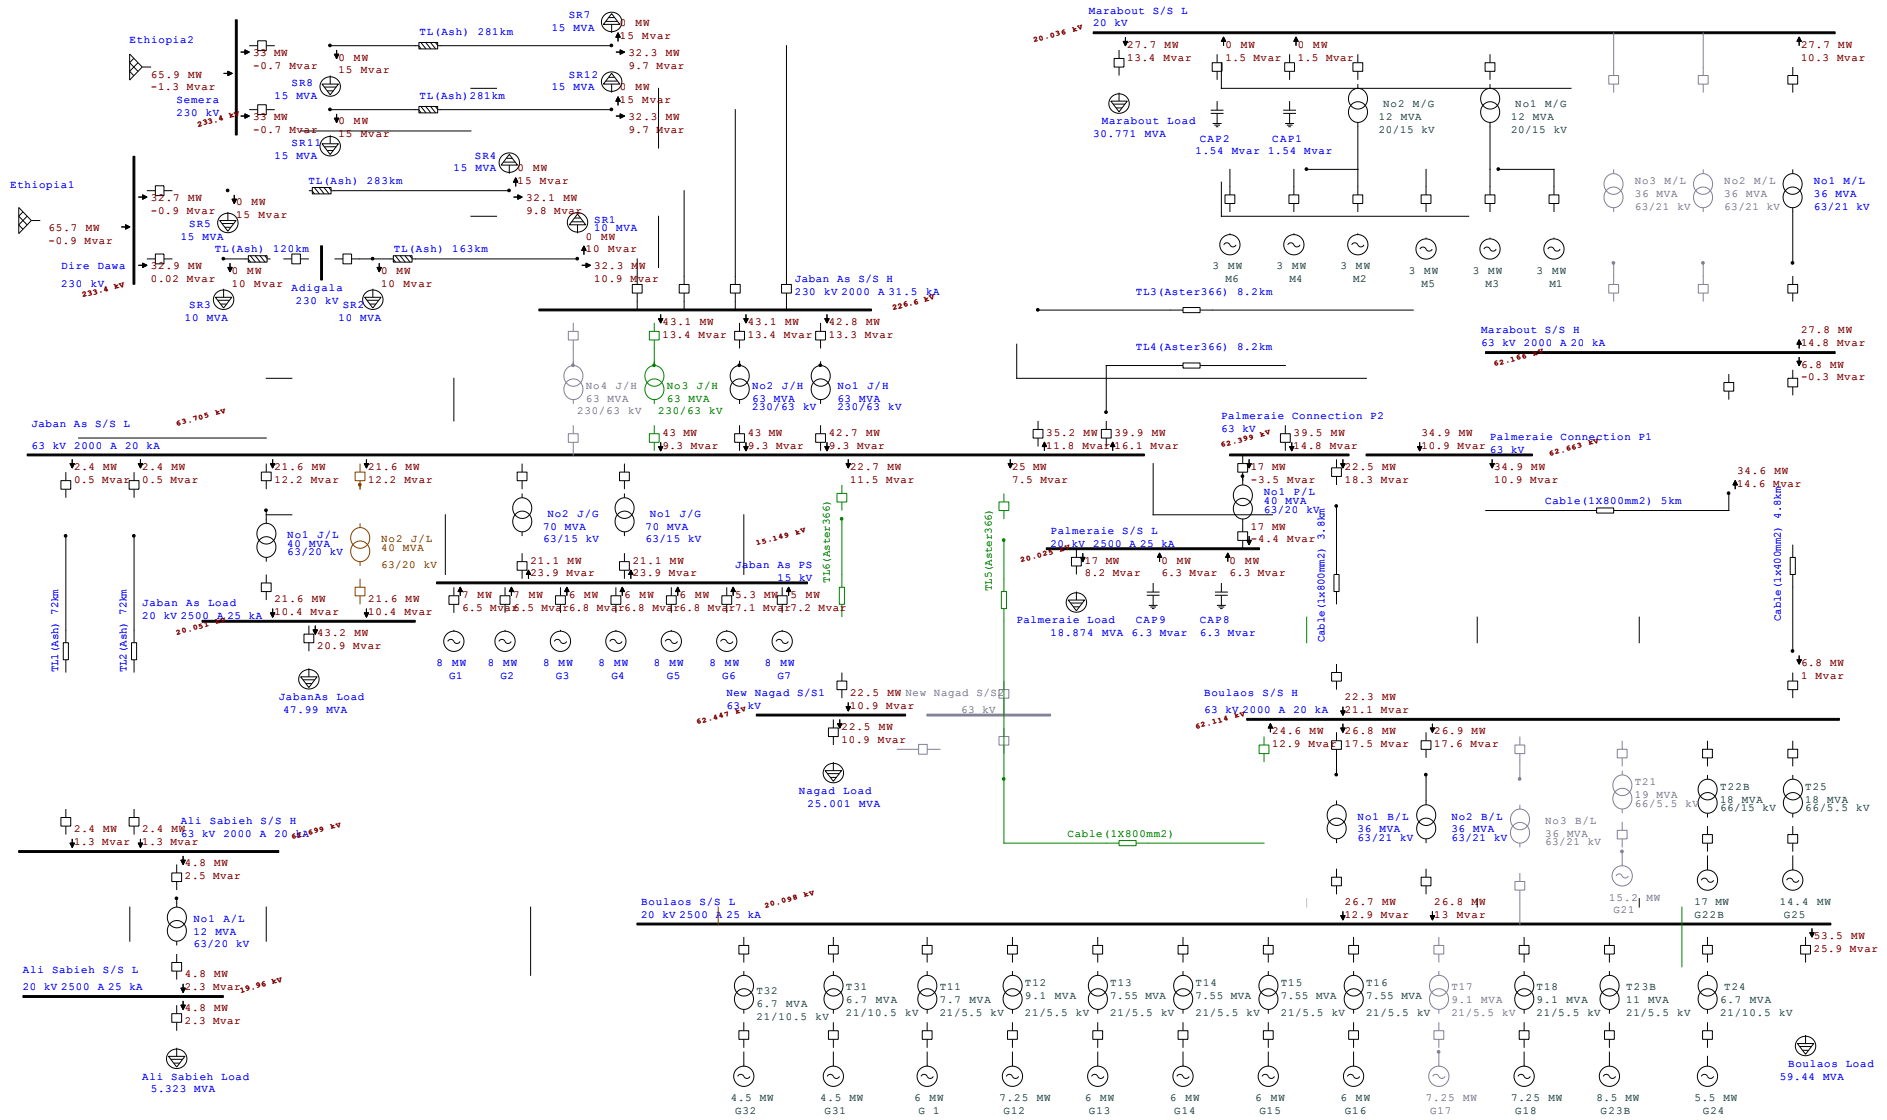 Ethiopia2
65.9 MW
-1.3 Mvar
Semera
230 kV
233.4 kV
33 MW
-0.7 Mvar
0 MW
15 Mvar
SR8
15 MVA
TL(Ash) 281km
SR7
15 MVA
0 MW
15 Mvar
32.3 MW
9.7 Mvar
33 MW
-0.7 Mvar
0 MW
15 Mvar
SR11
15 MVA
TL(Ash)281km
SR12
15 MVA
0 MW
15 Mvar
32.3 MW
9.7 Mvar
Ethiopia1
65.7 MW
-0.9 Mvar
Dire Dawa
230 kV
233.4 kV
32.7 MW
-0.9 Mvar
0 MW
15 Mvar
SR5
15 MVA
TL(Ash) 283km
SR4
15 MVA
0 MW
15 Mvar
32.1 MW
9.8 Mvar
32.9 MW
0.02 Mvar
TL(Ash) 120km
0 MW
10 Mvar
SR3
10 MVA
Adigala
230 kV
0 MW
10 Mvar
SR2
10 MVA
TL(Ash) 163km
SR1
10 MVA
0 MW
10 Mvar
32.3 MW
10.9 Mvar
Jaban As S/S H
230 kV 2000 A 31.5 kA
226.6 kV
43.1 MW
13.4 Mvar
43.1 MW
13.4 Mvar
42.8 MW
13.3 Mvar
No4 J/H
63 MVA
230/63 kV
No3 J/H
63 MVA
230/63 kV
No2 J/H
63 MVA
230/63 kV
No1 J/H
63 MVA
230/63 kV
43 MW
9.3 Mvar
43 MW
9.3 Mvar
42.7 MW
9.3 Mvar
Marabout S/S L
20 kV
20.036 kV
27.7 MW
13.4 Mvar
0 MW
1.5 Mvar
0 MW
1.5 Mvar
27.7 MW
10.3 Mvar
Marabout Load
30.771 MVA
CAP2
1.54 Mvar
CAP1
1.54 Mvar
No2 M/G
12 MVA
20/15 kV
No1 M/G
12 MVA
20/15 kV
No3 M/L
36 MVA
63/21 kV
No2 M/L
36 MVA
63/21 kV
No1 M/L
36 MVA
63/21 kV
3 MW
M6
3 MW
M4
3 MW
M2
3 MW
M5
3 MW
M3
3 MW
M1
TL3(Aster366) 8.2km
TL4(Aster366) 8.2km
Marabout S/S H
63 kV 2000 A 20 kA
62.166 kV
27.8 MW
14.8 Mvar
6.8 MW
-0.3 Mvar
Jaban As S/S L
63 kV 2000 A 20 kA
63.705 kV
35.2 MW
11.8 Mvar
39.9 MW
16.1 Mvar
Palmeraie Connection P2
63 kV
62.399 kV
39.5 MW
14.8 Mvar
34.9 MW
10.9 Mvar
Palmeraie Connection P1
63 kV
62.663 kV
2.4 MW
0.5 Mvar
2.4 MW
0.5 Mvar
21.6 MW
12.2 Mvar
21.6 MW
12.2 Mvar
22.7 MW
11.5 Mvar
25 MW
7.5 Mvar
17 MW
-3.5 Mvar
22.5 MW
18.3 Mvar
34.9 MW
10.9 Mvar
34.6 MW
14.6 Mvar
Cable(1X800mm2) 5km
No1 J/L
40 MVA
63/20 kV
No2 J/L
40 MVA
63/20 kV
No2 J/G
70 MVA
63/15 kV
No1 J/G
70 MVA
63/15 kV
15.149 kV
Jaban As PS
15 kV
21.1 MW
23.9 Mvar
21.1 MW
23.9 Mvar
TL6(Aster366)
TL5(Aster366)
No1 P/L
40 MVA
63/20 kV
17 MW
-4.4 Mvar
Palmeraie S/S L
20 kV 2500 A 25 kA
20.025 kV
17 MW
8.2 Mvar
0 MW
6.3 Mvar
0 MW
6.3 Mvar
Palmeraie Load
18.874 MVA
CAP9
6.3 Mvar
CAP8
6.3 Mvar
Cable(1x800mm2) 3.8km
Cable(1x400mm2) 4.8km
TL1(Ash) 72km
TL2(Ash) 72km
21.6 MW
10.4 Mvar
21.6 MW
10.4 Mvar
Jaban As Load
20 kV 2500 A 25 kA
20.051 kV
43.2 MW
20.9 Mvar
JabanAs Load
47.99 MVA
7 MW
6.5 Mvar
7 MW
6.5 Mvar
6 MW
6.8 Mvar
6 MW
6.8 Mvar
6 MW
6.8 Mvar
5.3 MW
7.1 Mvar
5 MW
7.2 Mvar
8 MW
G1
8 MW
G2
8 MW
G3
8 MW
G4
8 MW
G5
8 MW
G6
8 MW
G7
New Nagad S/S1
63 kV
62.447 kV
22.5 MW
10.9 Mvar
22.5 MW
10.9 Mvar
Nagad Load
25.001 MVA
New Nagad S/S2
63 kV
Cable(1X800mm2)
6.8 MW
1 Mvar
Boulaos S/S H
63 kV 2000 A 20 kA
62.114 kV
22.3 MW
21.1 Mvar
24.6 MW
12.9 Mvar
26.8 MW
17.5 Mvar
26.9 MW
17.6 Mvar
No1 B/L
36 MVA
63/21 kV
No2 B/L
36 MVA
63/21 kV
No3 B/L
36 MVA
63/21 kV
T21
19 MVA
66/5.5 kV
T22B
18 MVA
66/15 kV
T25
18 MVA
66/5.5 kV
15.2 MW
G21
17 MW
G22B
14.4 MW
G25
2.4 MW
1.3 Mvar
2.4 MW
1.3 Mvar
Ali Sabieh S/S H
63 kV 2000 A 20 kA
4.8 MW
2.5 Mvar
No1 A/L
12 MVA
63/20 kV
4.8 MW
2.3 Mvar
Ali Sabieh S/S L
20 kV 2500 A 25 kA
19.96 kV
4.8 MW
2.3 Mvar
Ali Sabieh Load
5.323 MVA
Boulaos S/S L
20 kV 2500 A 25 kA
20.098 kV
26.7 MW
12.9 Mvar
26.8 MW
13 Mvar
53.5 MW
25.9 Mvar
T32
6.7 MVA
21/10.5 kV
T31
6.7 MVA
21/10.5 kV
T11
7.7 MVA
21/5.5 kV
T12
9.1 MVA
21/5.5 kV
T13
7.55 MVA
21/5.5 kV
T14
7.55 MVA
21/5.5 kV
T15
7.55 MVA
21/5.5 kV
T16
7.55 MVA
21/5.5 kV
T17
9.1 MVA
21/5.5 kV
T18
9.1 MVA
21/5.5 kV
T23B
11 MVA
21/5.5 kV
T24
6.7 MVA
21/10.5 kV
4.5 MW
G32
4.5 MW
G31
6 MW
G 1
7.25 MW
G12
6 MW
G13
6 MW
G14
6 MW
G15
6 MW
G16
7.25 MW
G17
7.25 MW
G18
8.5 MW
G23B
5.5 MW
G24
Boulaos Load
59.44 MVA